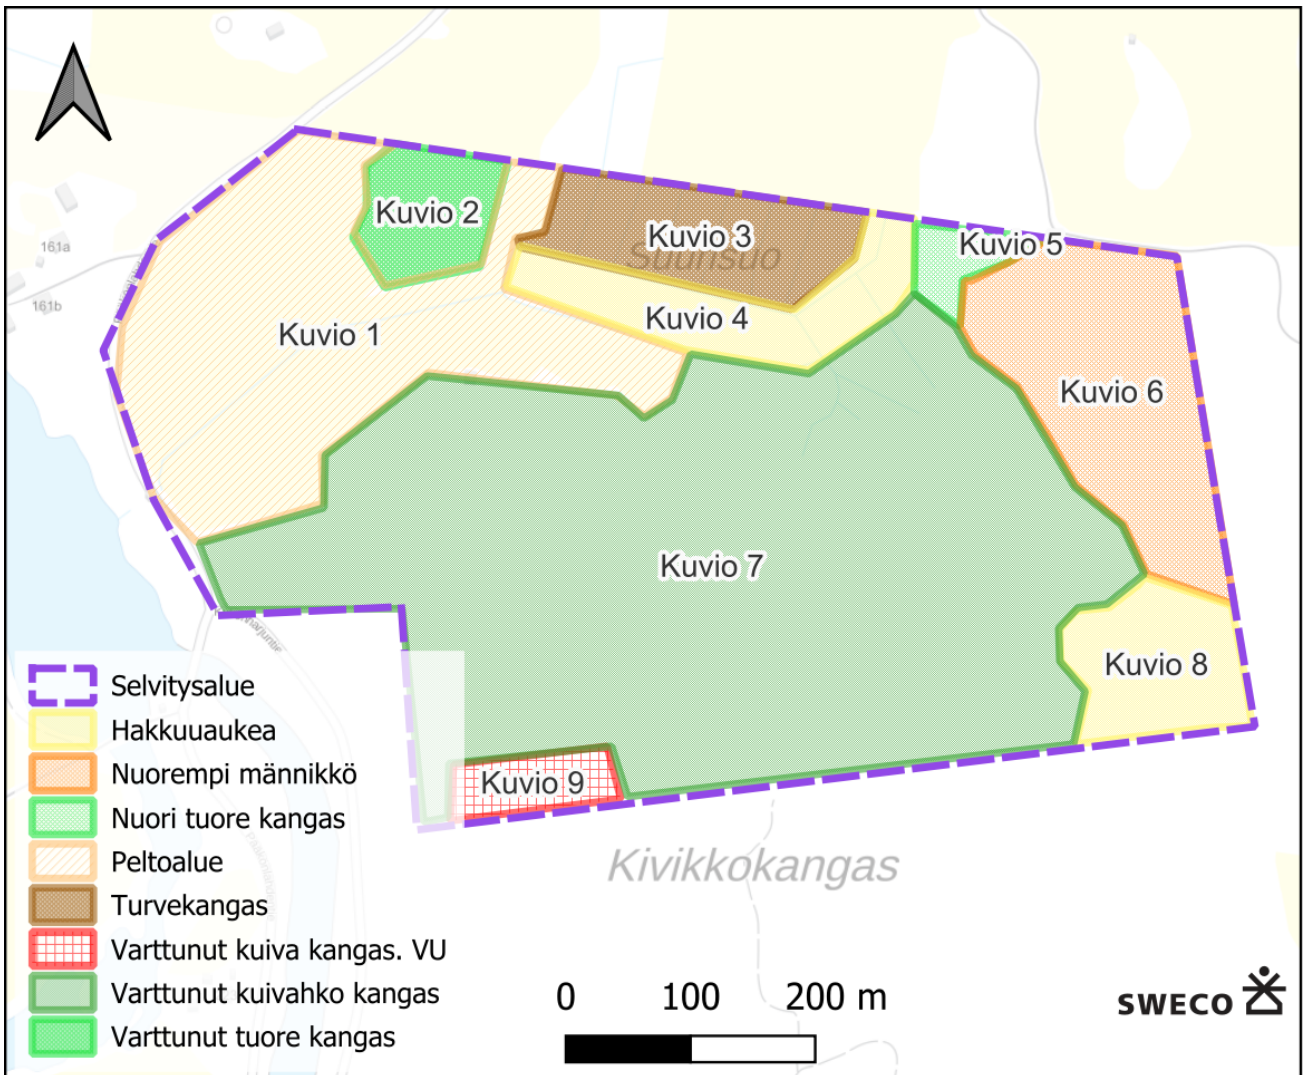 Kuvio 2
Kuvio 3
Suurisuo
Kuvio 5
161a
161b
Kuvio 1
Kuvio 4
Kuvio 6
Kuvio 7
Kuvio 8
Kuvio 9
Kivikkokangas
Selvitysalue
Hakkuuaukea
Nuorempi männikkö
Nuori tuore kangas
Peltoalue
Turvekangas
Varttunut kuiva kangas. VU
Varttunut kuivahko kangas
Varttunut tuore kangas
0 100 200 m
SWECO